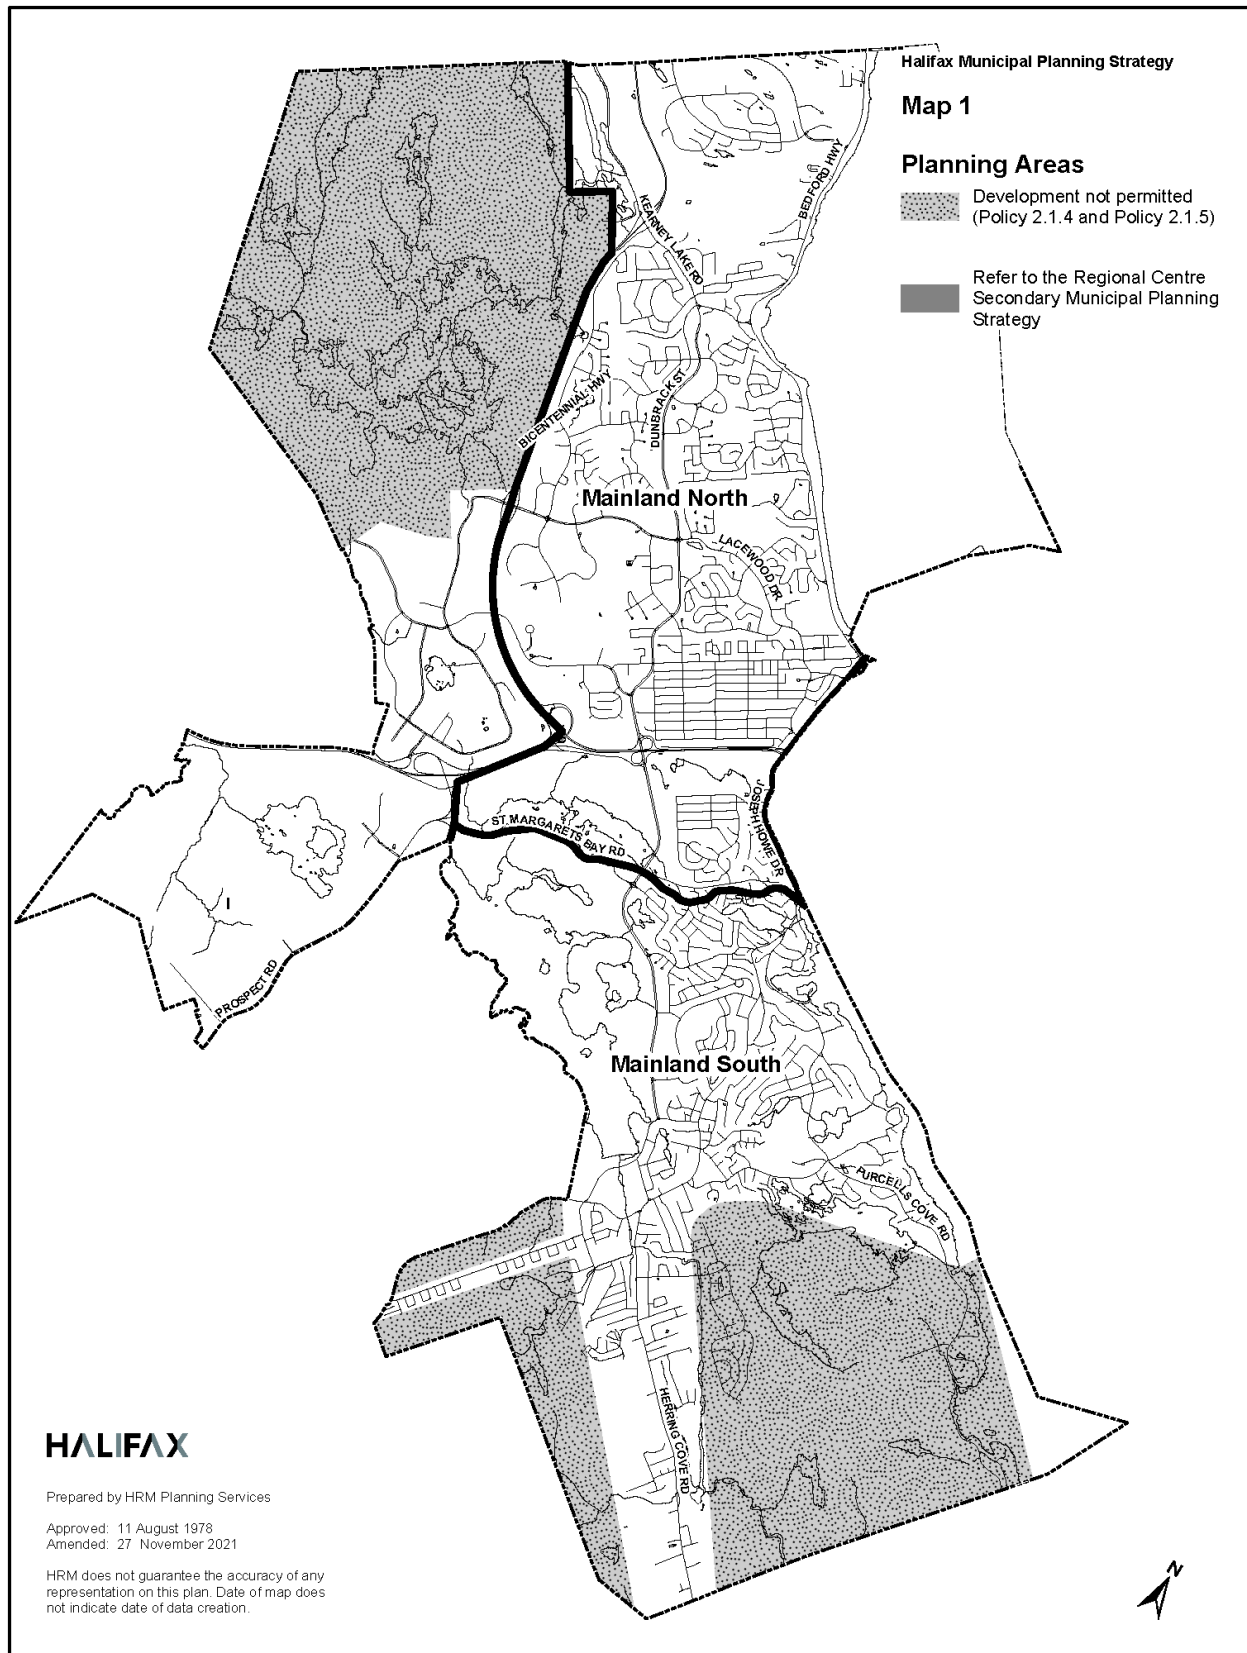 Halifax Municipal Planning Strategy
Map 1
Planning Areas
Development not permitted
(Policy 2.1.4 and Policy 2.1.5)
Refer to the Regional Centre
Secondary Municipal Planning
Strategy
BEDFORD HWY
KEARNEY LAKE RD
BICENTENNIAL HWY
DUNBRACK ST
Mainland North
LACEWOOD DR
JOSEPH HOWE DR
ST MARGARETS BAY RD
I
PROSPECT RD
Mainland South
PURCELLS COVE RD
HERRING COVE RD
HALIFAX
Prepared by HRM Planning Services
Approved: 11 August 1978
Amended: 27 November 2021
HRM does not guarantee the accuracy of any
representation on this plan. Date of map does
not indicate date of data creation.
N